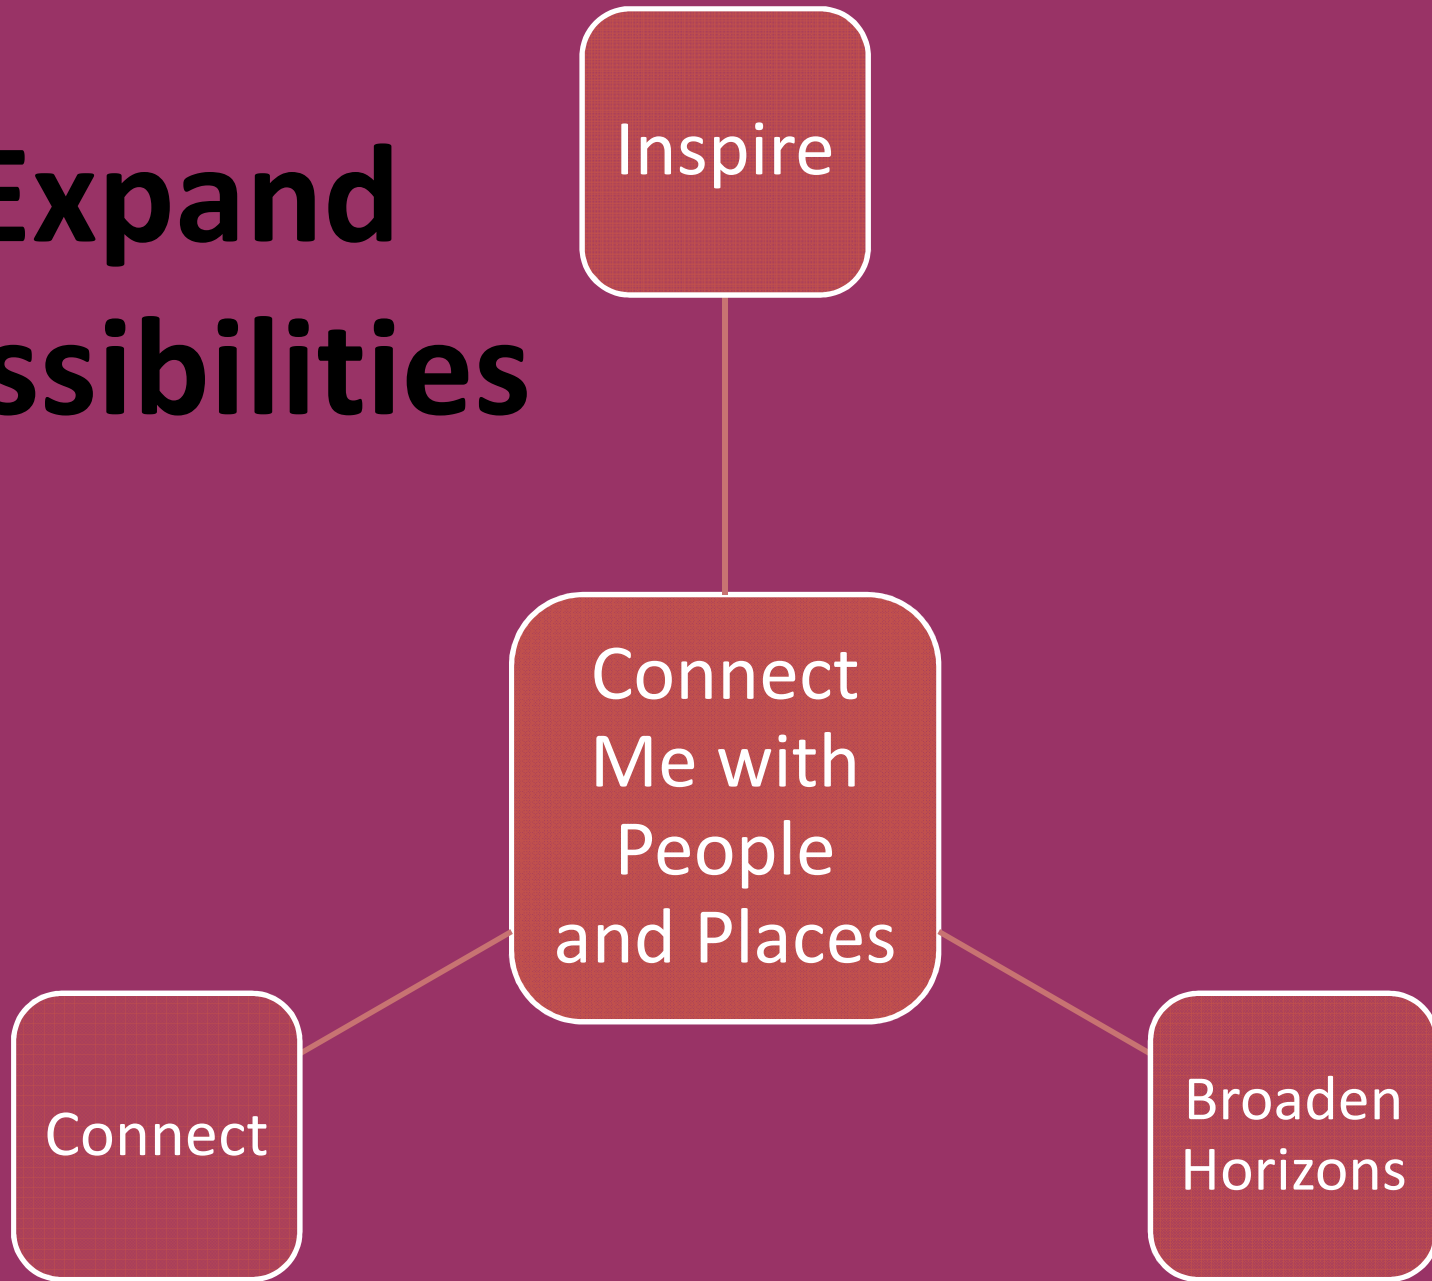 Expand
ssibilities
Inspire
Connect
Me with
People
and Places
Connect
Broaden
Horizons